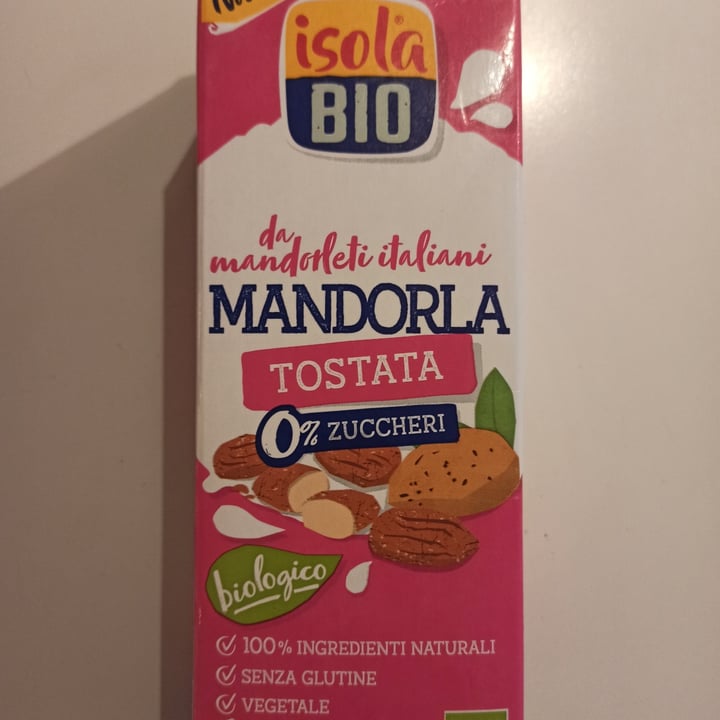 isola®
BIO
da
mandorleti italiani
MANDORLA
TOSTATA
0% ZUCCHERI
biologico
100% INGREDIENTI NATURALI
SENZA GLUTINE
VEGETALE